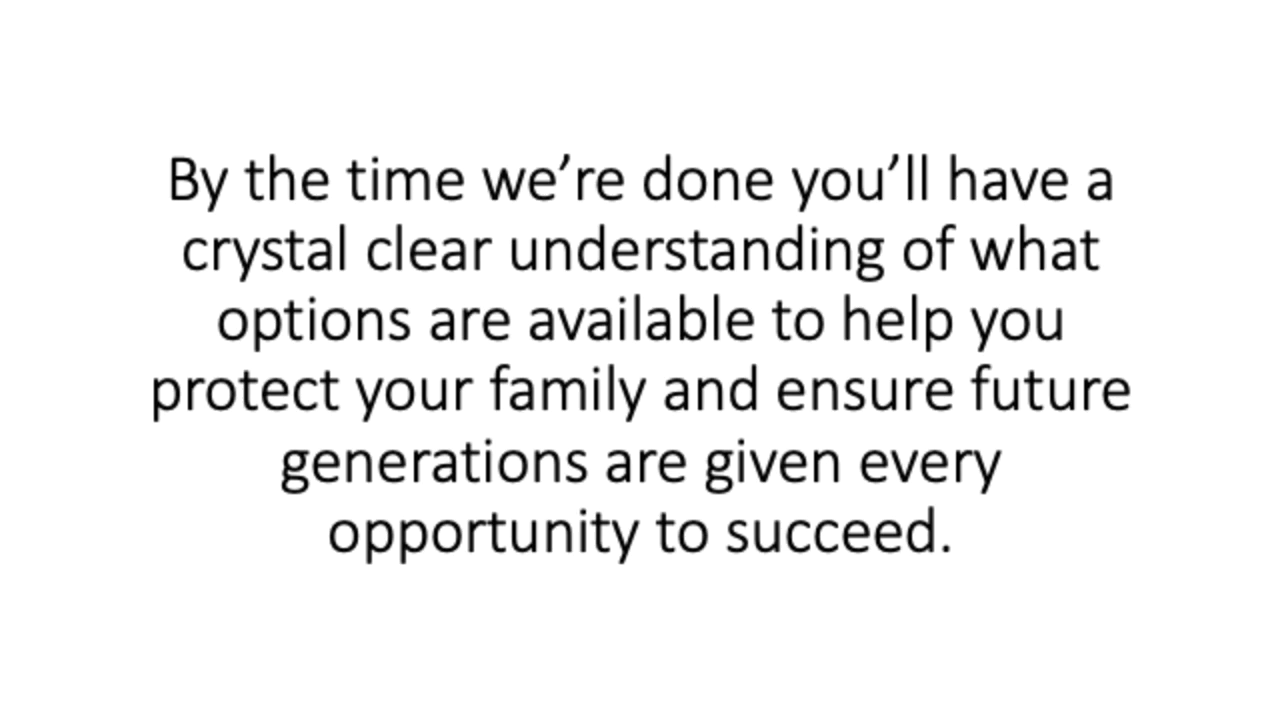 By the time we’re done you’ll have a
crystal clear understanding of what
options are available to help you
protect your family and ensure future
generations are given every
opportunity to succeed.